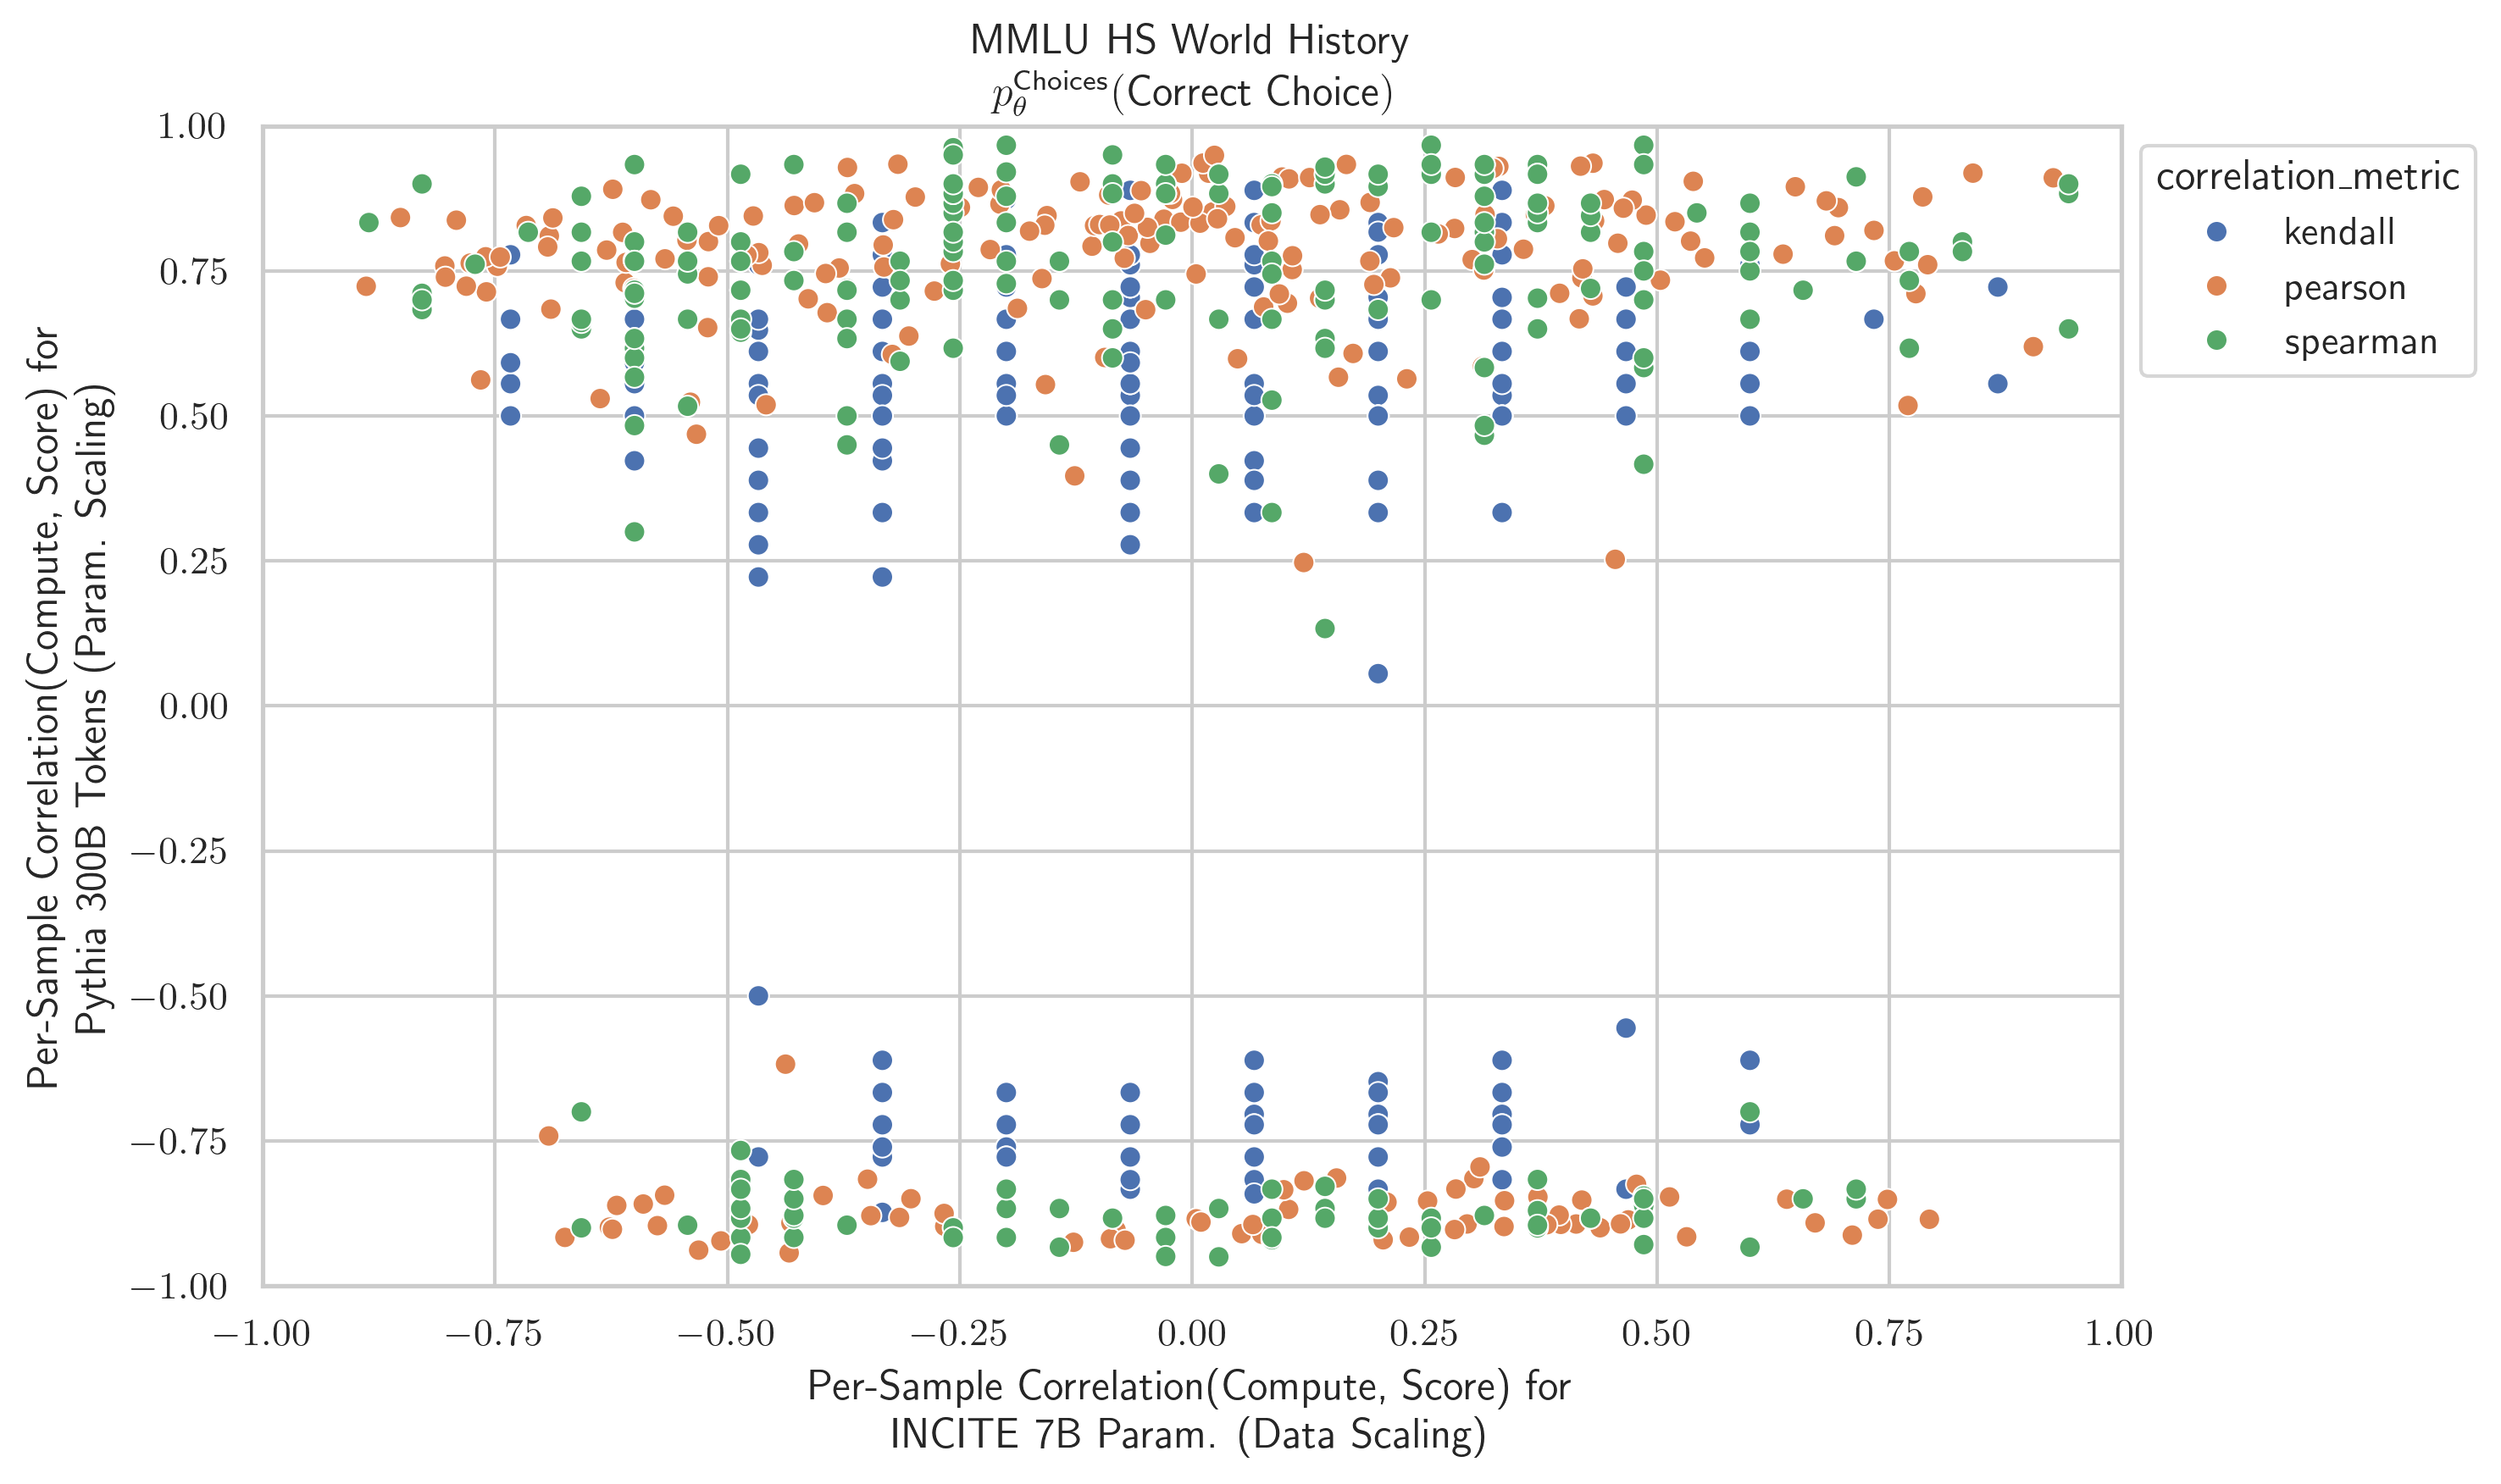 MMLU HS World History
p_θ^Choices(Correct Choice)
Per-Sample Correlation(Compute, Score) for
Pythia 300B Tokens (Param. Scaling)
1.00
0.75
0.50
0.25
0.00
−0.25
−0.50
−0.75
−1.00
−1.00 −0.75 −0.50 −0.25 0.00 0.25 0.50 0.75 1.00
Per-Sample Correlation(Compute, Score) for
INCITE 7B Param. (Data Scaling)
correlation_metric
kendall
pearson
spearman